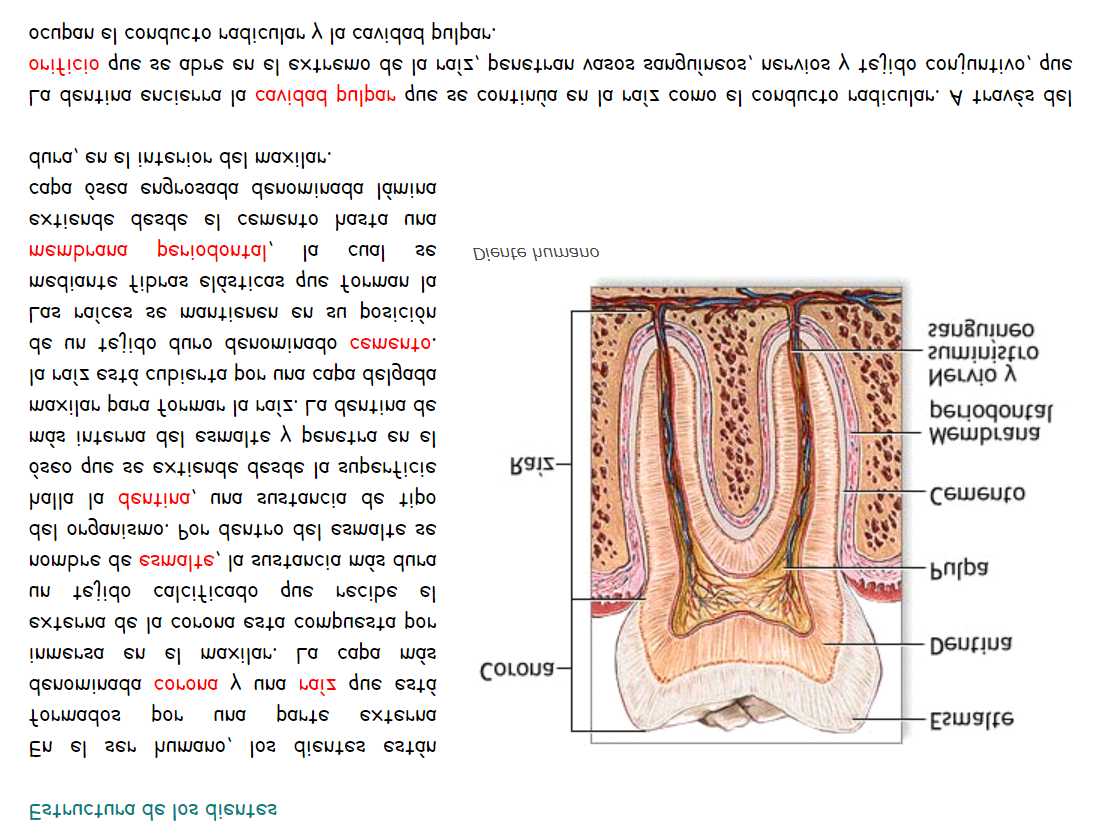 Estructura de los dientes
En el ser humano, los dientes están
formados por una parte externa
denominada corona y una raíz que está
inmersa en el maxilar. La capa más
externa de la corona esta compuesta por
un tejido calcificado que recibe el
nombre de esmalte, la sustancia más dura
del organismo. Por dentro del esmalte se
halla la dentina, una sustancia de tipo
óseo que se extiende desde la superficie
más interna del esmalte y penetra en el
maxilar para formar la raíz. La dentina de
la raíz está cubierta por una capa delgada
de un tejido duro denominado cemento.
Las raíces se mantienen en su posición
mediante fibras elásticas que forman la
membrana periodontal, la cual se
extiende desde el cemento hasta una
capa ósea engrosada denominada lámina
dura, en el interior del maxilar.
Esmalte
Corona
Dentina
Pulpa
Cemento
Raíz
Membrana
periodontal
Nervio y
suministro
sanguíneo
Diente humano
La dentina encierra la cavidad pulpar que se continúa en la raíz como el conducto radicular. A través del
orificio que se abre en el extremo de la raíz, penetran vasos sanguíneos, nervios y tejido conjuntivo, que
ocupan el conducto radicular y la cavidad pulpar.